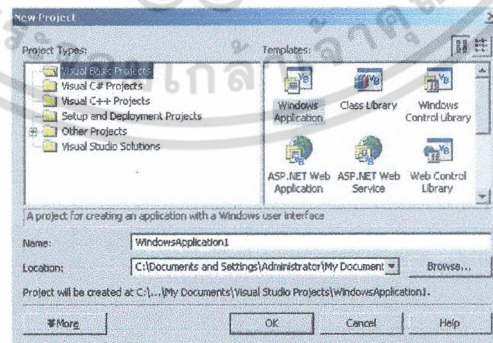 New Project
Project Types:
Templates:
Visual Basic Projects
Visual C# Projects
Visual C++ Projects
Setup and Deployment Projects
Other Projects
Visual Studio Solutions
Windows Application
Class Library
Windows Control Library
ASP.NET Web Application
ASP.NET Web Service
Web Control Library
A project for creating an application with a Windows user interface
Name:
WindowsApplication1
Location:
C:\Documents and Settings\Administrator\My Document
Browse...
Project will be created at C:\...\My Documents\Visual Studio Projects\WindowsApplication1.
More
OK
Cancel
Help